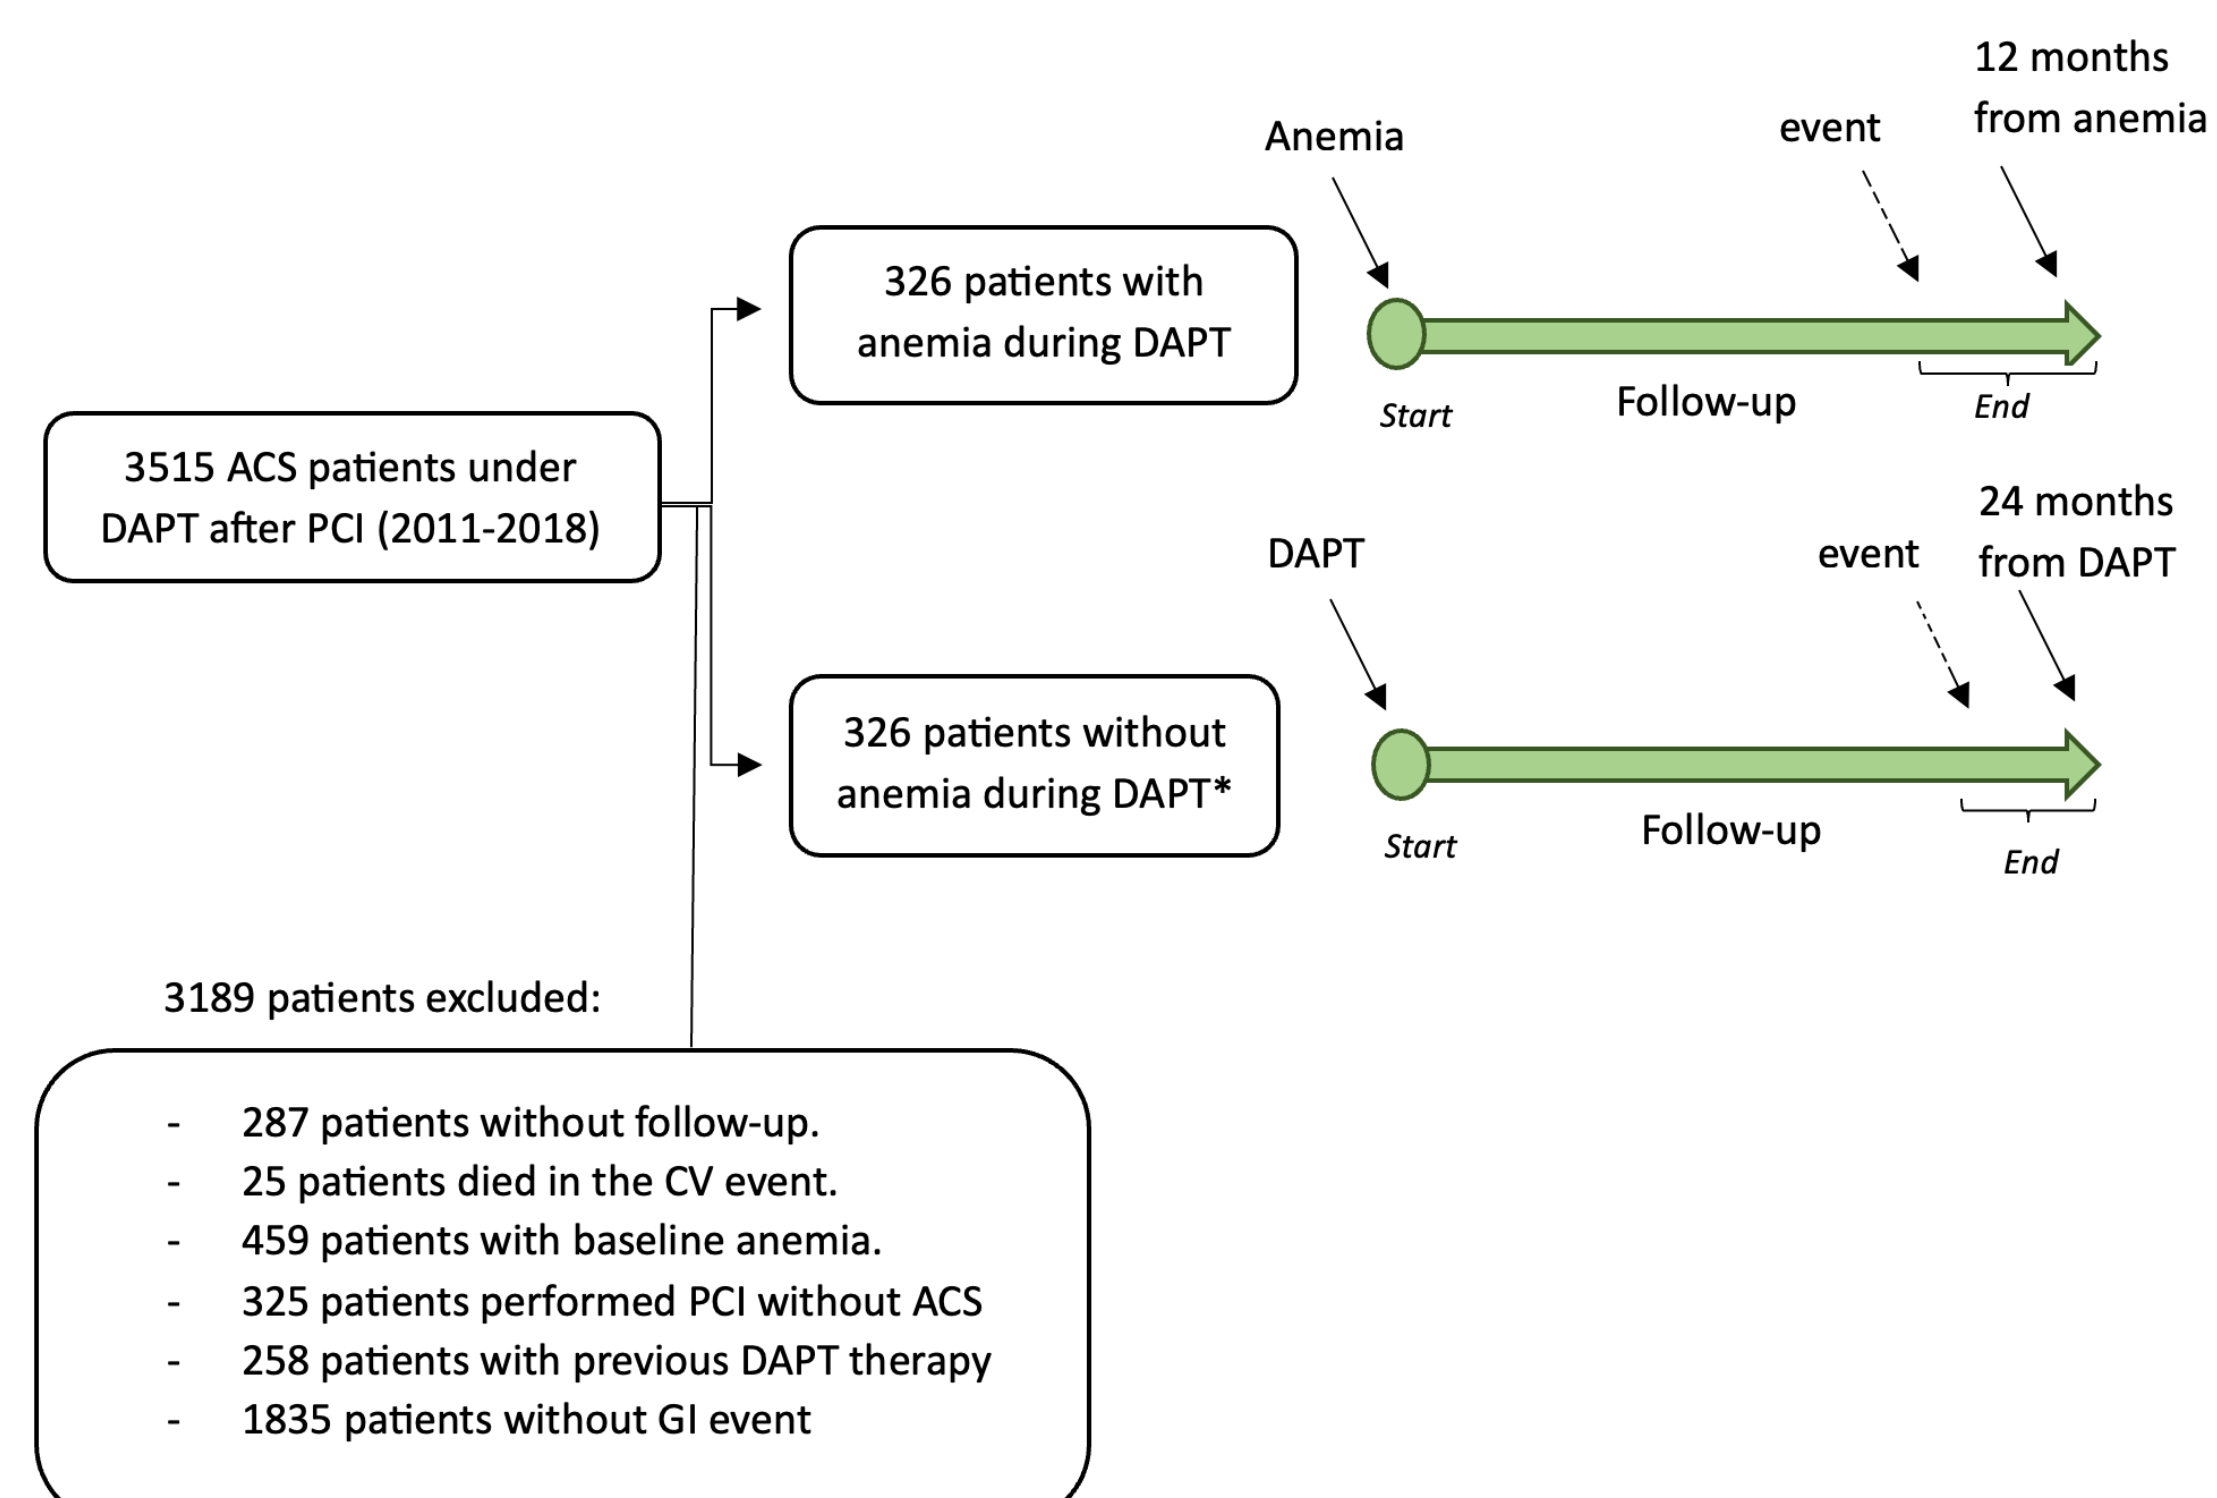 12 months
from anemia
event
Anemia
326 patients with
anemia during DAPT
Start
Follow-up
End
3515 ACS patients under
DAPT after PCI (2011-2018)
24 months
from DAPT
event
DAPT
326 patients without
anemia during DAPT*
Start
Follow-up
End
3189 patients excluded:
- 287 patients without follow-up.
- 25 patients died in the CV event.
- 459 patients with baseline anemia.
- 325 patients performed PCI without ACS
- 258 patients with previous DAPT therapy
- 1835 patients without GI event